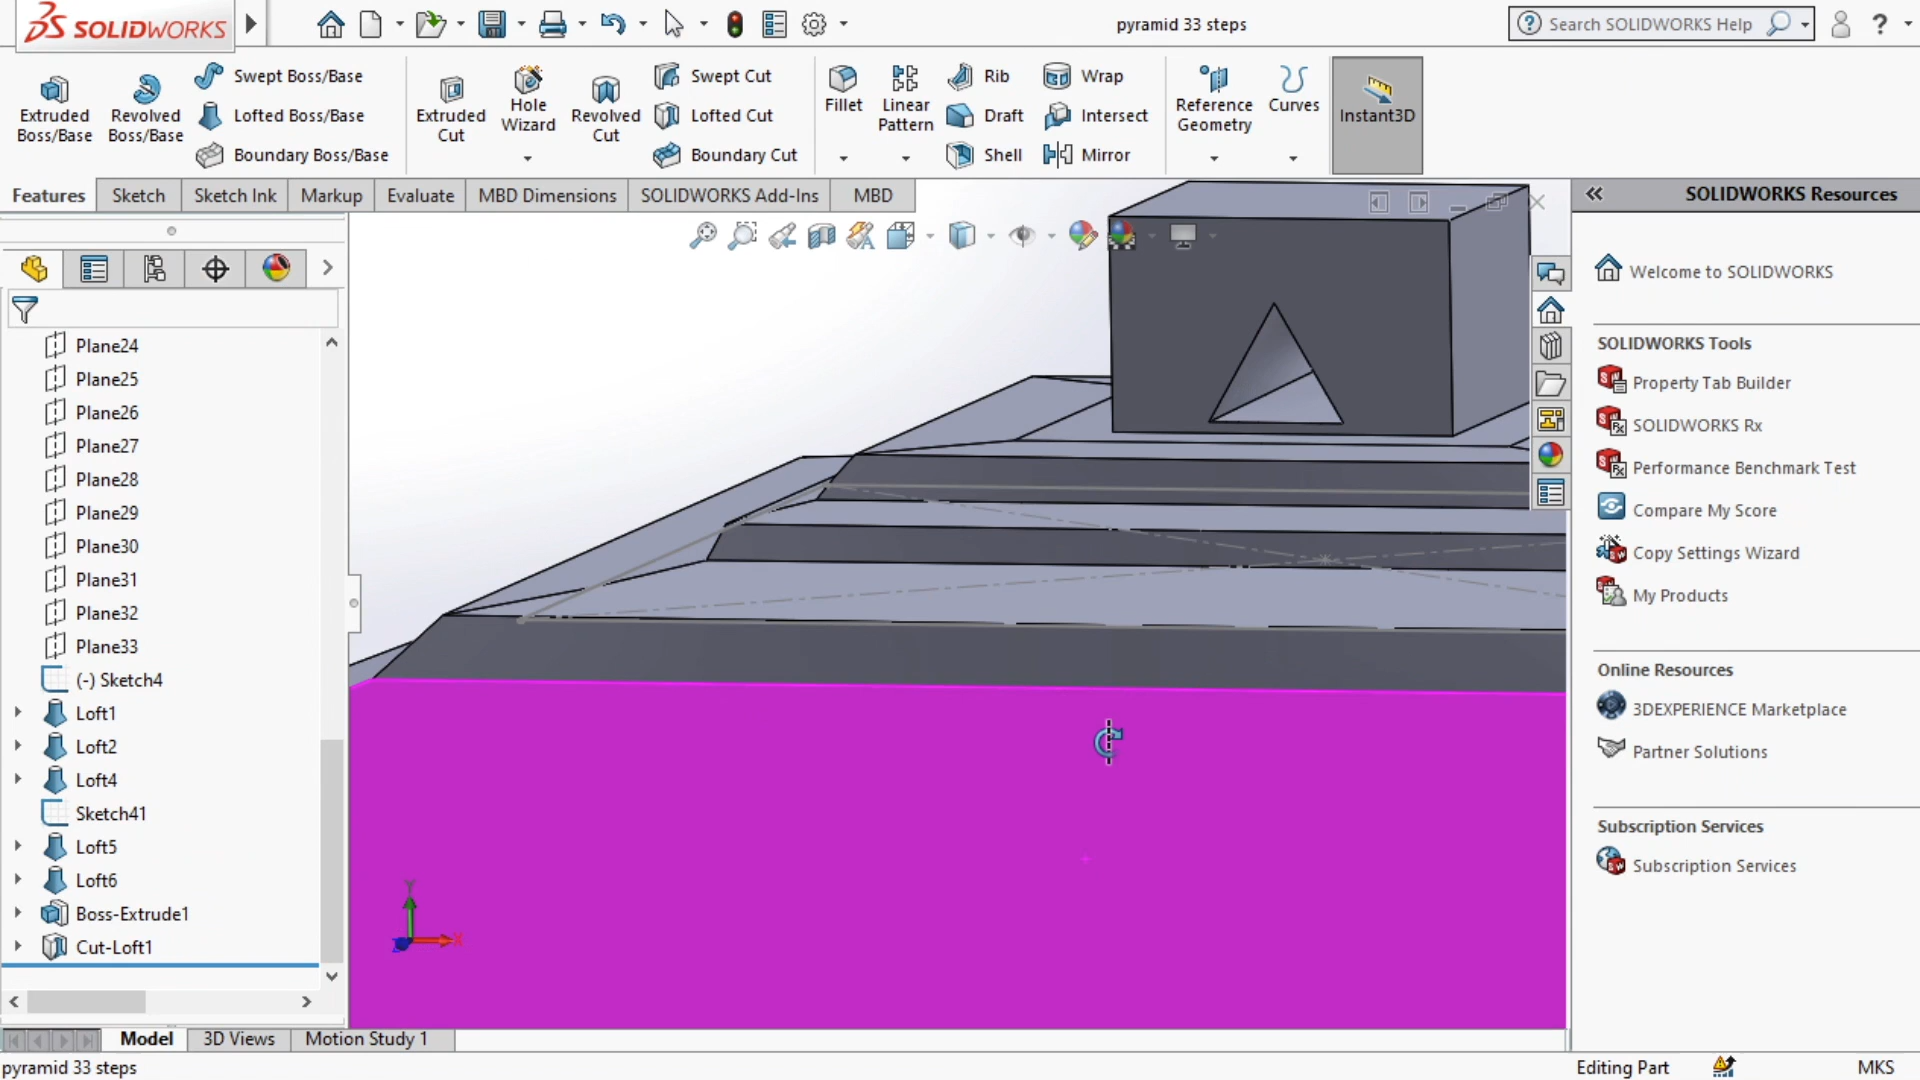 SOLIDWORKS
pyramid 33 steps
Search SOLIDWORKS Help
?
Extruded Boss/Base
Revolved Boss/Base
Swept Boss/Base
Lofted Boss/Base
Boundary Boss/Base
Extruded Cut
Hole Wizard
Revolved Cut
Swept Cut
Lofted Cut
Boundary Cut
Fillet
Linear Pattern
Rib
Draft
Shell
Wrap
Intersect
Mirror
Reference Geometry
Curves
Instant3D
Features
Sketch
Sketch Ink
Markup
Evaluate
MBD Dimensions
SOLIDWORKS Add-Ins
MBD
SOLIDWORKS Resources
Plane24
Plane25
Plane26
Plane27
Plane28
Plane29
Plane30
Plane31
Plane32
Plane33
(-) Sketch4
Loft1
Loft2
Loft4
Sketch41
Loft5
Loft6
Boss-Extrude1
Cut-Loft1
Y
X
Z
Welcome to SOLIDWORKS
SOLIDWORKS Tools
Property Tab Builder
SOLIDWORKS Rx
Performance Benchmark Test
Compare My Score
Copy Settings Wizard
My Products
Online Resources
3DEXPERIENCE Marketplace
Partner Solutions
Subscription Services
Subscription Services
Model
3D Views
Motion Study 1
pyramid 33 steps
Editing Part
MKS